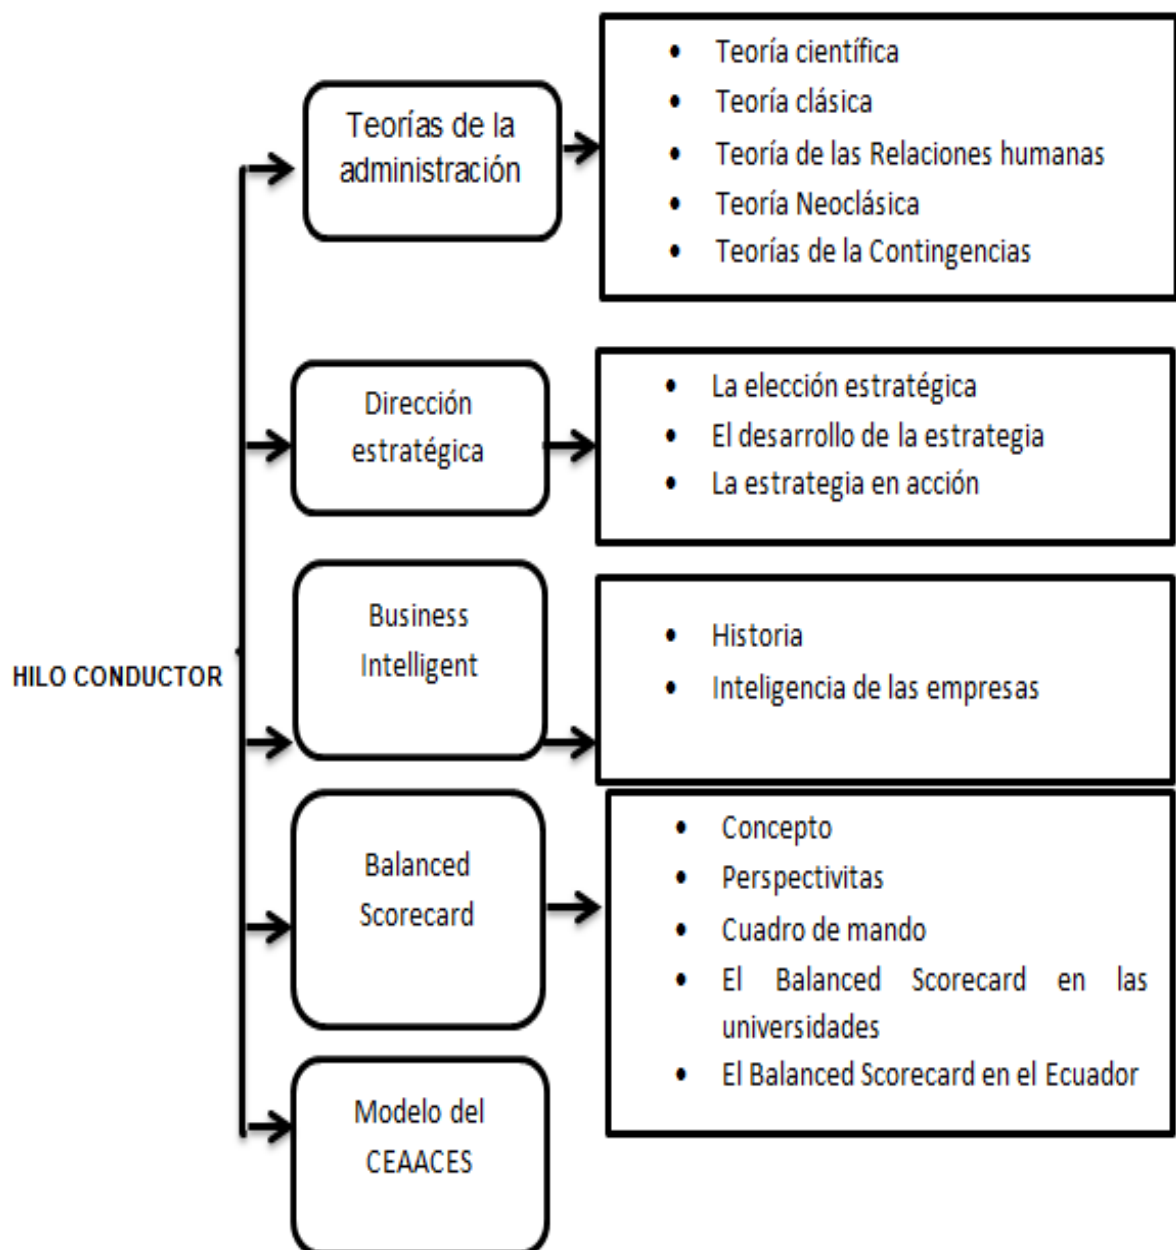 HILO CONDUCTOR
Teorías de la
administración
• Teoría científica
• Teoría clásica
• Teoría de las Relaciones humanas
• Teoría Neoclásica
• Teorías de la Contingencias
Dirección
estratégica
• La elección estratégica
• El desarrollo de la estrategia
• La estrategia en acción
Business
Intelligent
• Historia
• Inteligencia de las empresas
Balanced
Scorecard
• Concepto
• Perspectivitas
• Cuadro de mando
• El Balanced Scorecard en las
universidades
• El Balanced Scorecard en el Ecuador
Modelo del
CEAACES